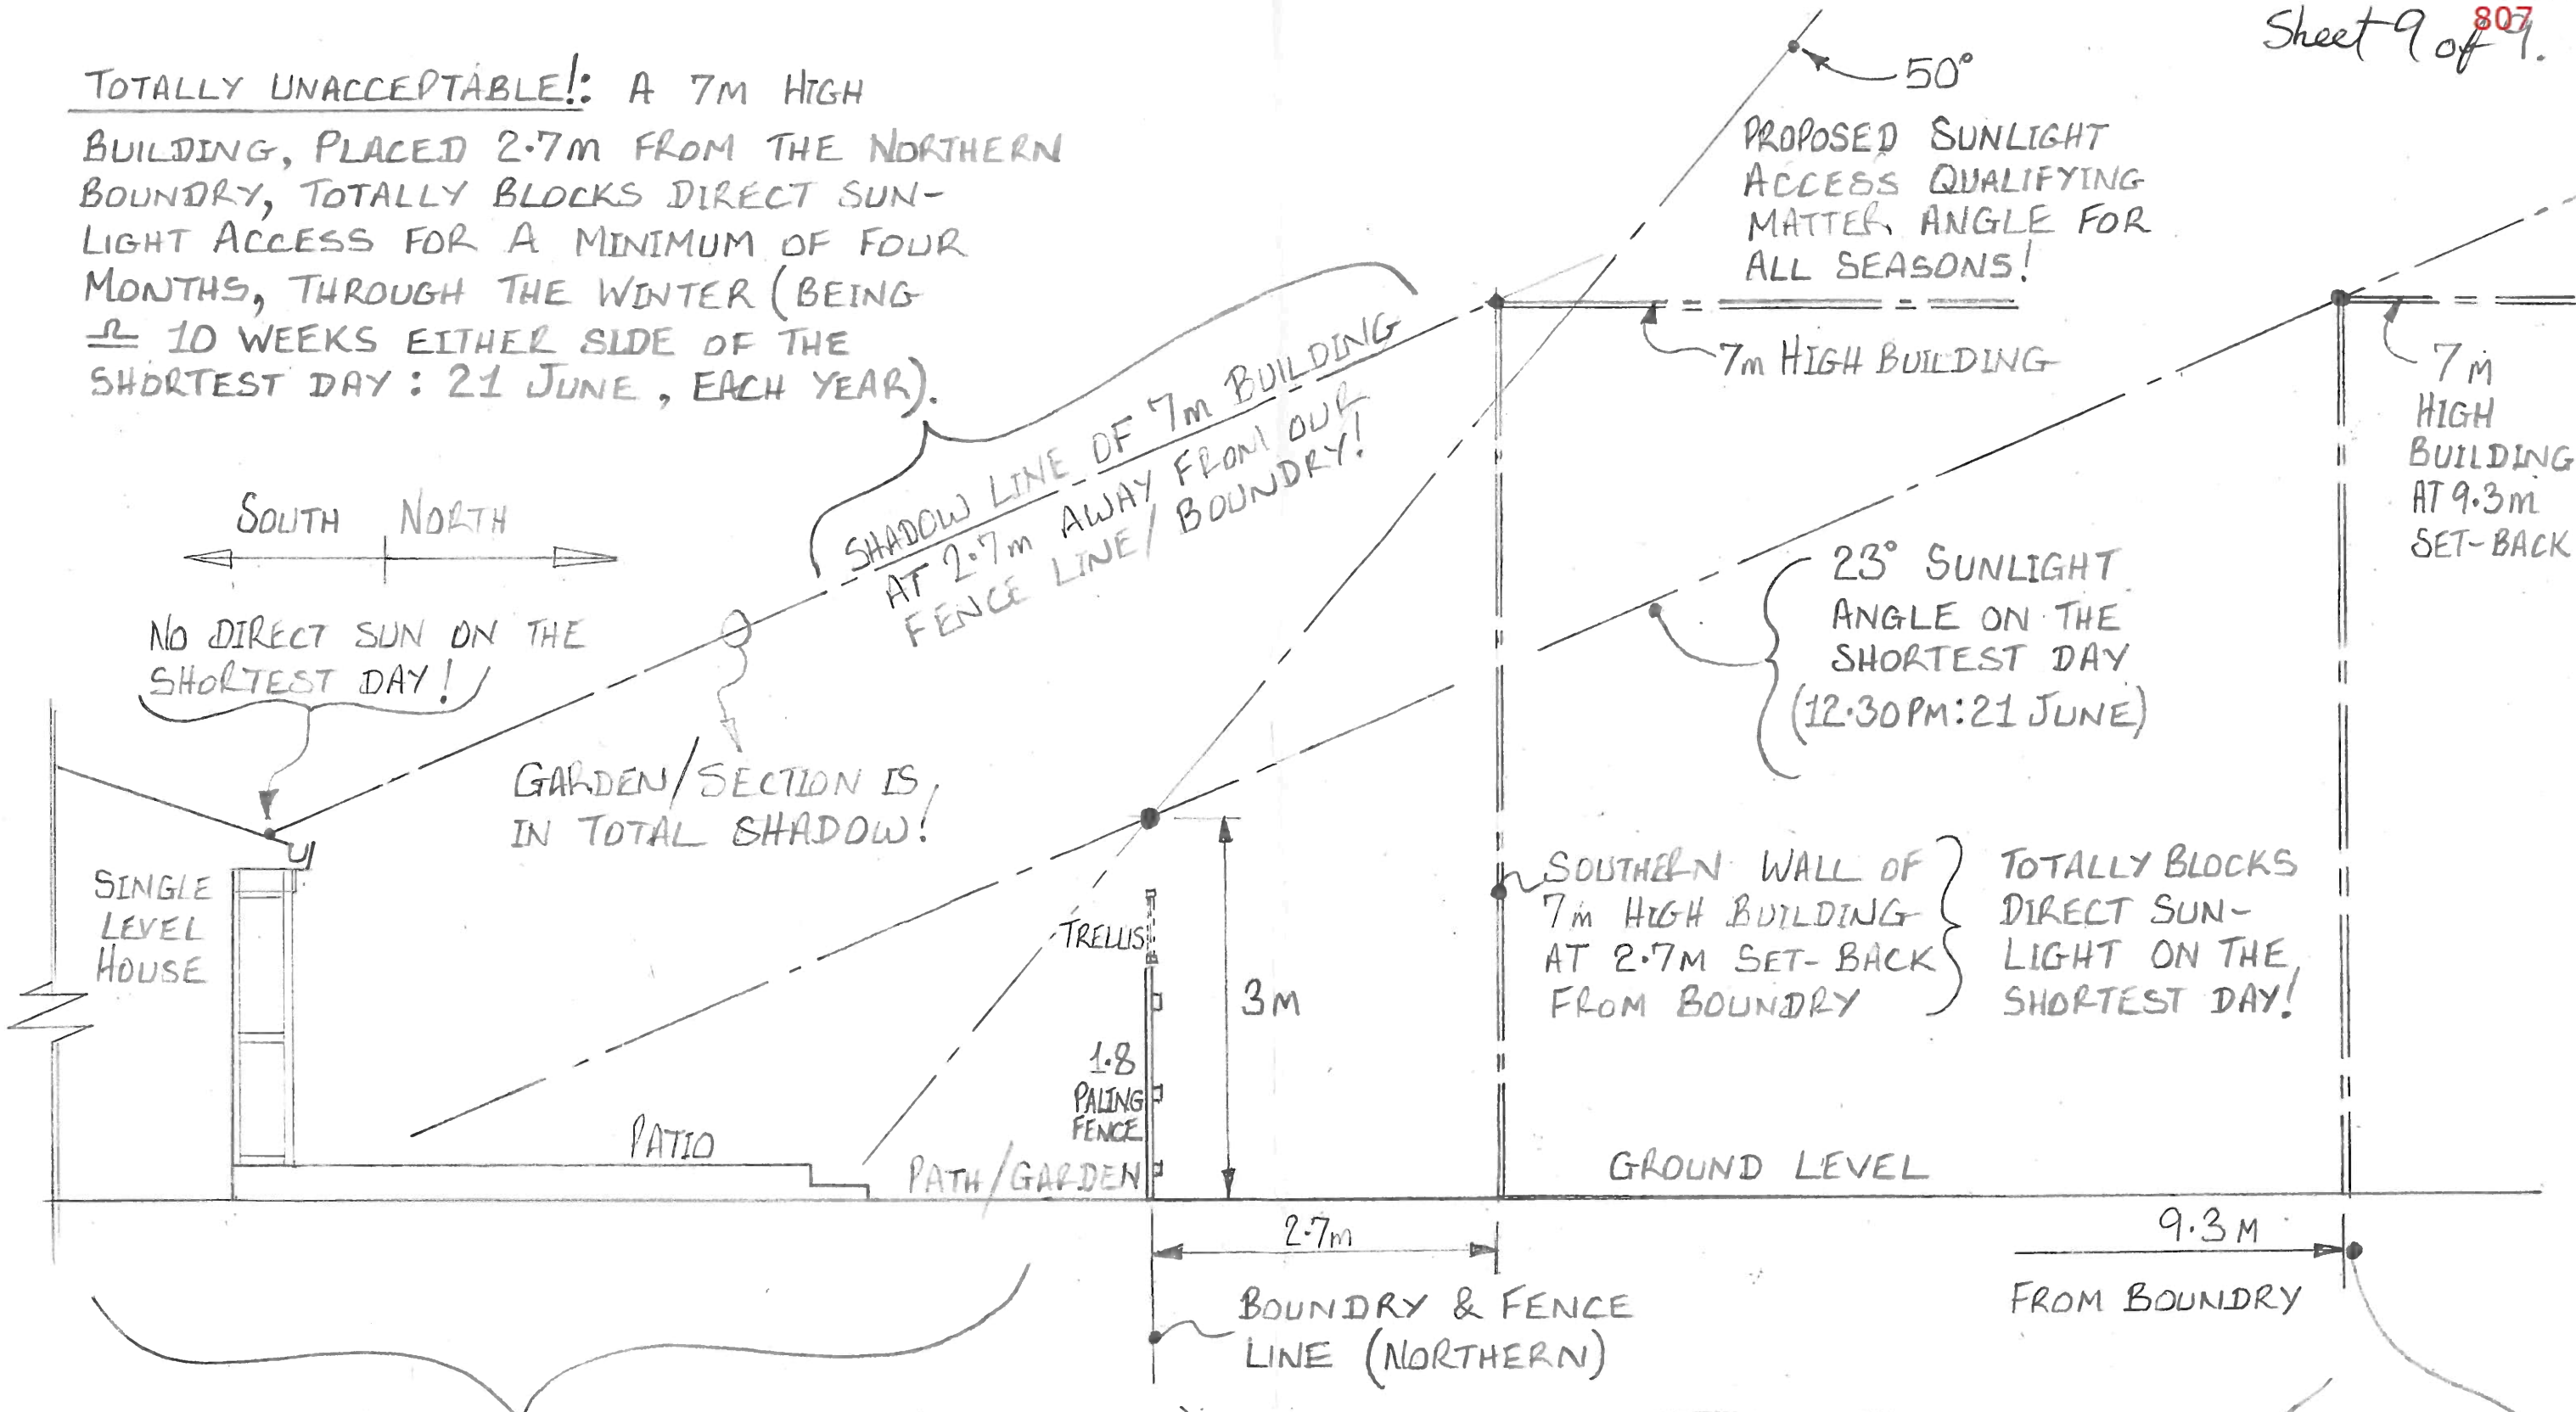 Sheet 9 of 9.
807
TOTALLY UNACCEPTABLE!: A 7M HIGH
BUILDING, PLACED 2.7m FROM THE NORTHERN
BOUNDRY, TOTALLY BLOCKS DIRECT SUN-
LIGHT ACCESS FOR A MINIMUM OF FOUR
MONTHS, THROUGH THE WINTER (BEING
≏ 10 WEEKS EITHER SIDE OF THE
SHORTEST DAY: 21 JUNE, EACH YEAR).
50°
PROPOSED SUNLIGHT
ACCESS QUALIFYING
MATTER ANGLE FOR
ALL SEASONS!
7m HIGH BUILDING
7m
HIGH
BUILDING
AT 9.3m
SET-BACK
SHADOW LINE OF 7m BUILDING
AT 2.7m AWAY FROM OUR
FENCE LINE/BOUNDRY!
SOUTH NORTH
NO DIRECT SUN ON THE
SHORTEST DAY!
23° SUNLIGHT
ANGLE ON THE
SHORTEST DAY
(12.30PM: 21 JUNE)
GARDEN/SECTION IS
IN TOTAL SHADOW!
SINGLE
LEVEL
HOUSE
TRELLIS
3M
SOUTHERN WALL OF
7m HIGH BUILDING
AT 2.7M SET-BACK
FROM BOUNDRY
TOTALLY BLOCKS
DIRECT SUN-
LIGHT ON THE
SHORTEST DAY!
1.8
PALING
FENCE
PATIO
PATH/GARDEN
GROUND LEVEL
2.7m
9.3M
FROM BOUNDRY
BOUNDRY & FENCE
LINE (NORTHERN)